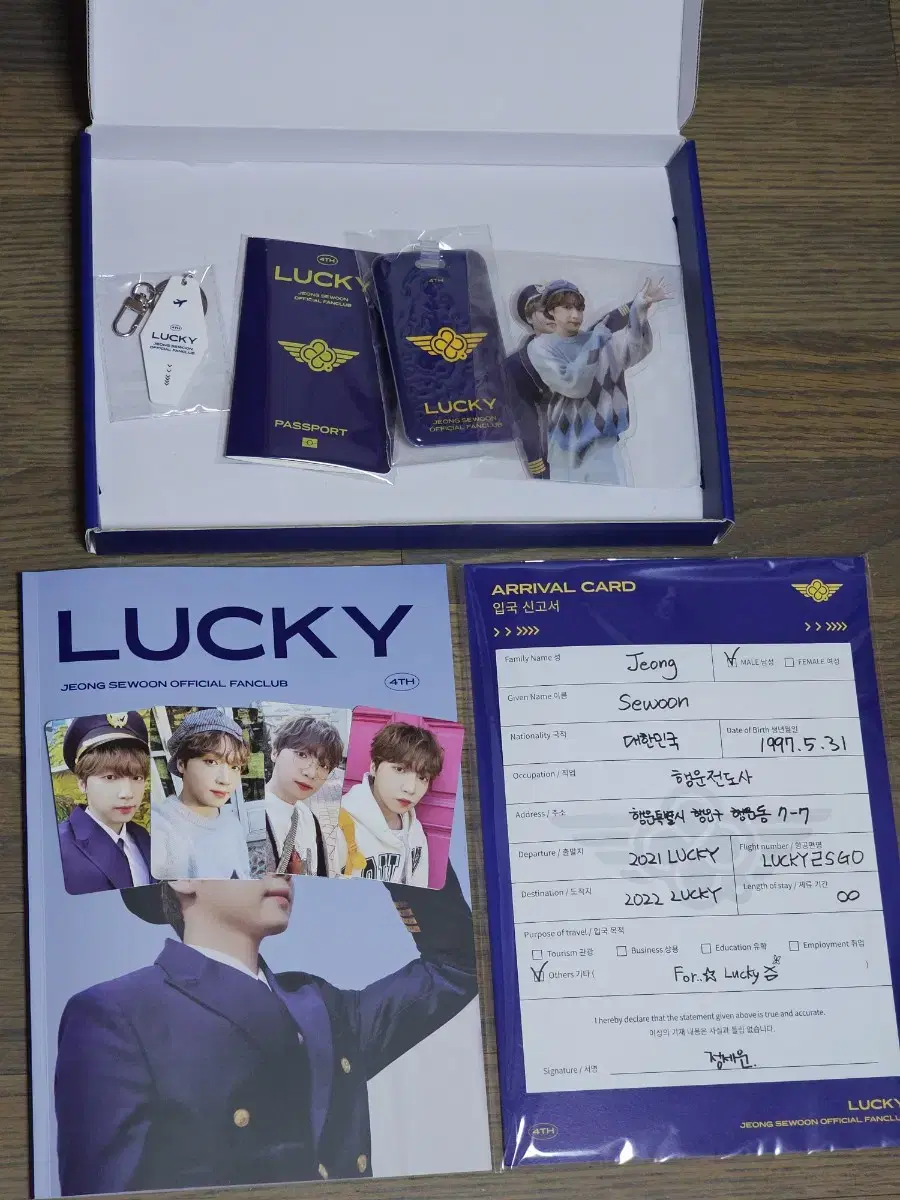 4TH
LUCKY
JEONG SEWOON
OFFICIAL FANCLUB
4TH
LUCKY
JEONG SEWOON
OFFICIAL FANCLUB
PASSPORT
4TH
LUCKY
JEONG SEWOON
OFFICIAL FANCLUB
LUCKY
JEONG SEWOON OFFICIAL FANCLUB
4TH
ARRIVAL CARD
입국 신고서
Family Name 성
Jeong
MALE 남성
FEMALE 여성
Given Name 이름
Sewoon
Nationality 국적
대한민국
Date of Birth 생년월일
1997.5.31
Occupation / 직업
행운전도사
Address / 주소
행운특별시 행운구 행운동 7-7
Departure / 출발지
2021 LUCKY
Flight number / 항공편명
LUCKY ZSGO
Destination / 도착지
2022 LUCKY
Length of stay / 체류 기간
∞
Purpose of travel / 입국 목적
Tourism 관광
Business 상용
Education 유학
Employment 취업
Others 기타 (
For..☆ Lucky
)
I hereby declare that the statement given above is true and accurate.
이상의 기재 내용은 사실과 틀림 없습니다.
Signature / 서명
정세운.
4TH
LUCKY
JEONG SEWOON OFFICIAL FANCLU